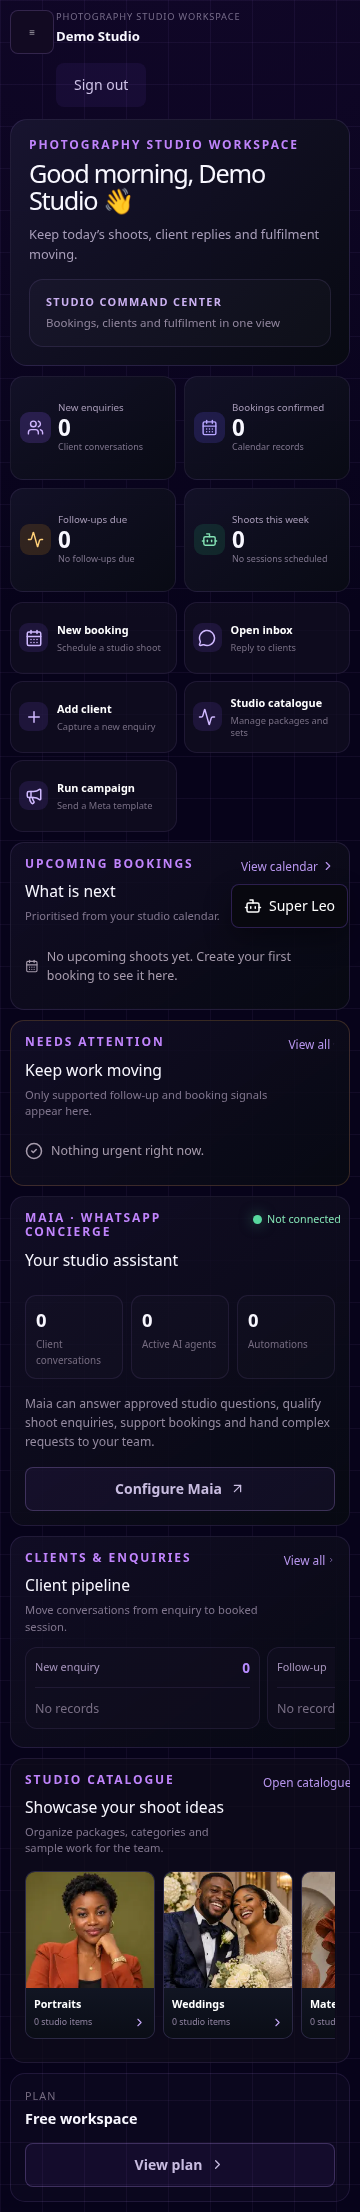 PHOTOGRAPHY STUDIO WORKSPACE
Demo Studio
Sign out
PHOTOGRAPHY STUDIO WORKSPACE
Good morning, Demo
Studio 👋
Keep today's shoots, client replies and fulfilment
moving.
STUDIO COMMAND CENTER
Bookings, clients and fulfilment in one view
New enquiries
0
Client conversations
Bookings confirmed
0
Calendar records
Follow-ups due
0
No follow-ups due
Shoots this week
0
No sessions scheduled
New booking
Schedule a studio shoot
Open inbox
Reply to clients
Add client
Capture a new enquiry
Studio catalogue
Manage packages and
sets
Run campaign
Send a Meta template
UPCOMING BOOKINGS
View calendar
What is next
Prioritised from your studio calendar.
Super Leo
No upcoming shoots yet. Create your first
booking to see it here.
NEEDS ATTENTION
View all
Keep work moving
Only supported follow-up and booking signals
appear here.
Nothing urgent right now.
MAIA · WHATSAPP
CONCIERGE
Not connected
Your studio assistant
0
Client
conversations
0
Active AI agents
0
Automations
Maia can answer approved studio questions, qualify
shoot enquiries, support bookings and hand complex
requests to your team.
Configure Maia
CLIENTS & ENQUIRIES
View all
Client pipeline
Move conversations from enquiry to booked
session.
New enquiry
0
No records
Follow-up
No record
STUDIO CATALOGUE
Open catalogue
Showcase your shoot ideas
Organize packages, categories and
sample work for the team.
Portraits
0 studio items
Weddings
0 studio items
Mate
0 stud
PLAN
Free workspace
View plan